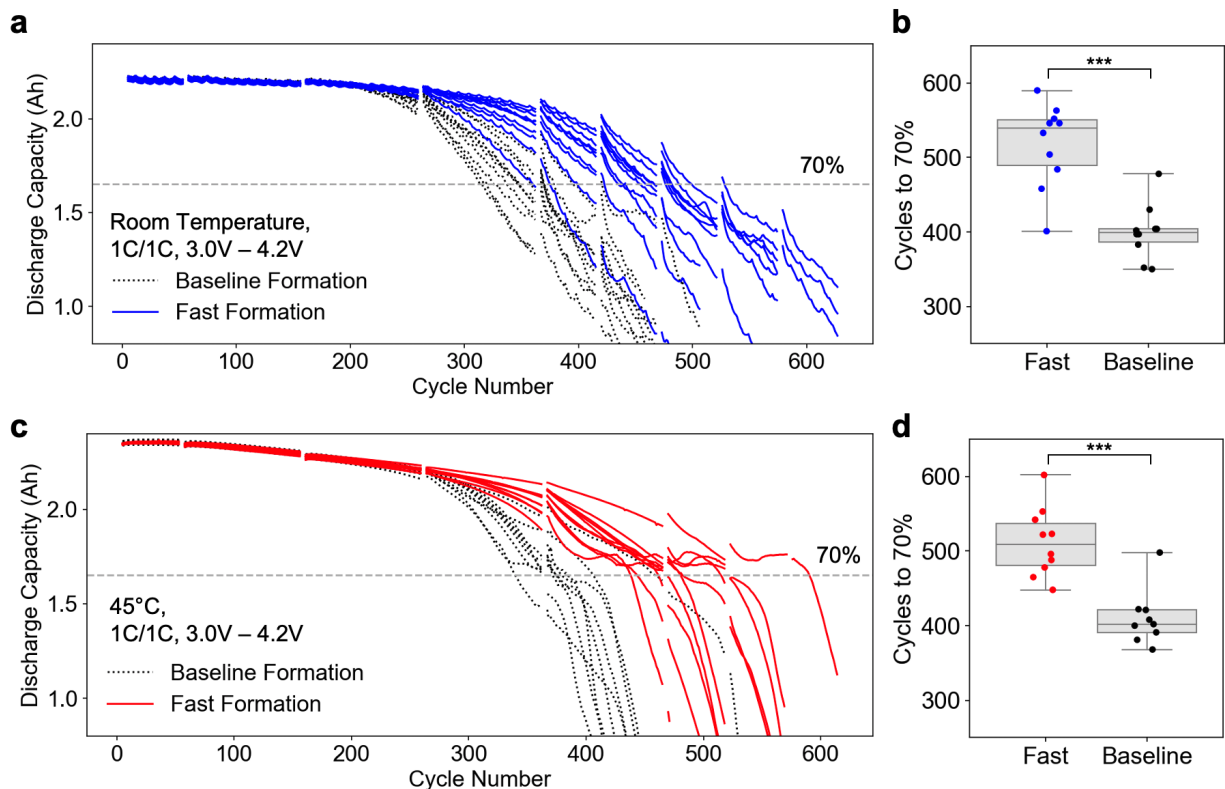 a
Discharge Capacity (Ah)
2.0
1.5
1.0
70%
Room Temperature,
1C/1C, 3.0V – 4.2V
Baseline Formation
Fast Formation
0 100 200 300 400 500 600
Cycle Number
b
Cycles to 70%
600
500
400
300
***
Fast Baseline
c
Discharge Capacity (Ah)
2.0
1.5
1.0
70%
45°C,
1C/1C, 3.0V – 4.2V
Baseline Formation
Fast Formation
0 100 200 300 400 500 600
Cycle Number
d
Cycles to 70%
600
500
400
300
***
Fast Baseline